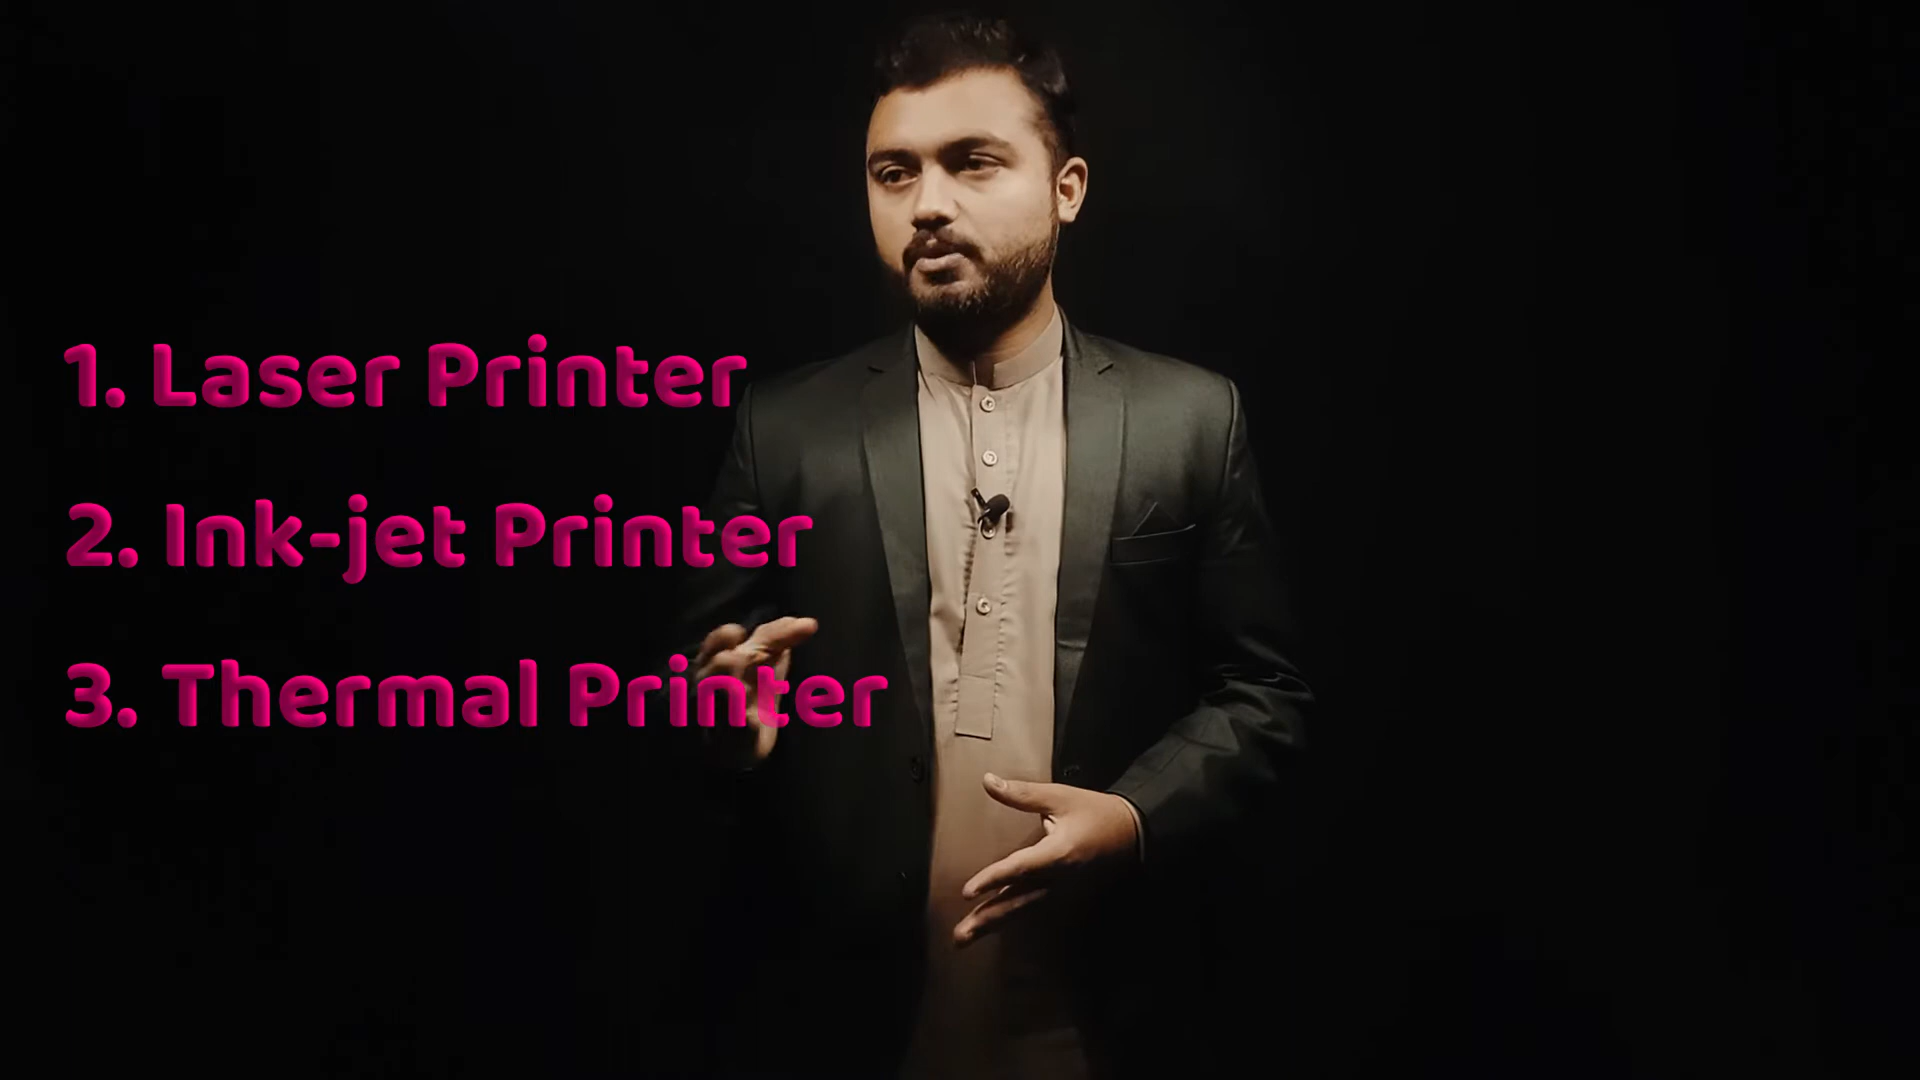 1. Laser Printer
2. Ink-jet Printer
3. Thermal Printer